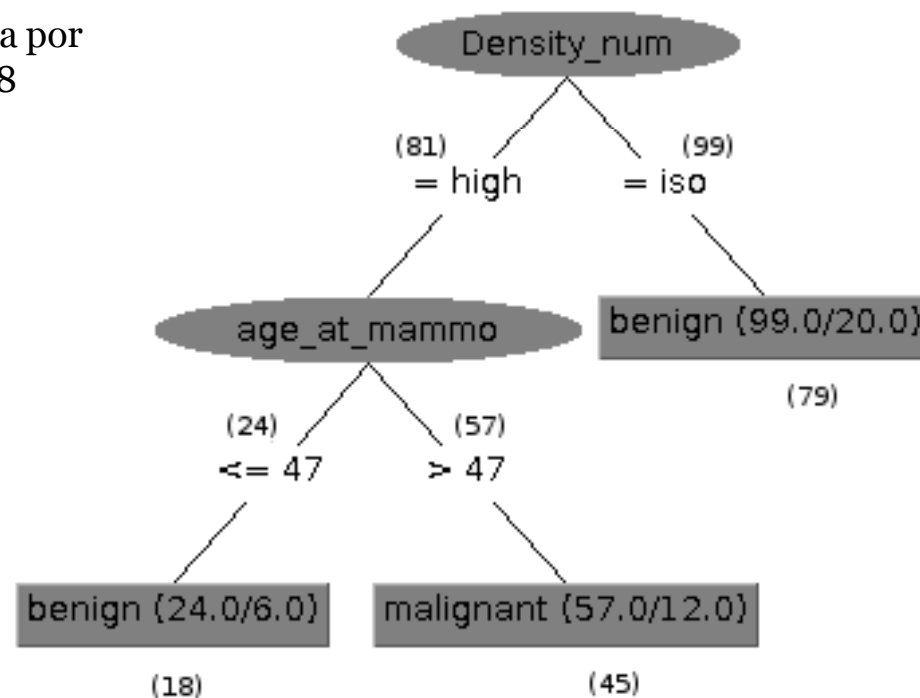 a por
8
Density_num
(81) (99)
= high = iso
age_at_mammo
benign {99.0/20.0}
(79)
(24) (57)
<= 47 > 47
benign {24.0/6.0}
malignant {57.0/12.0}
(18) (45)